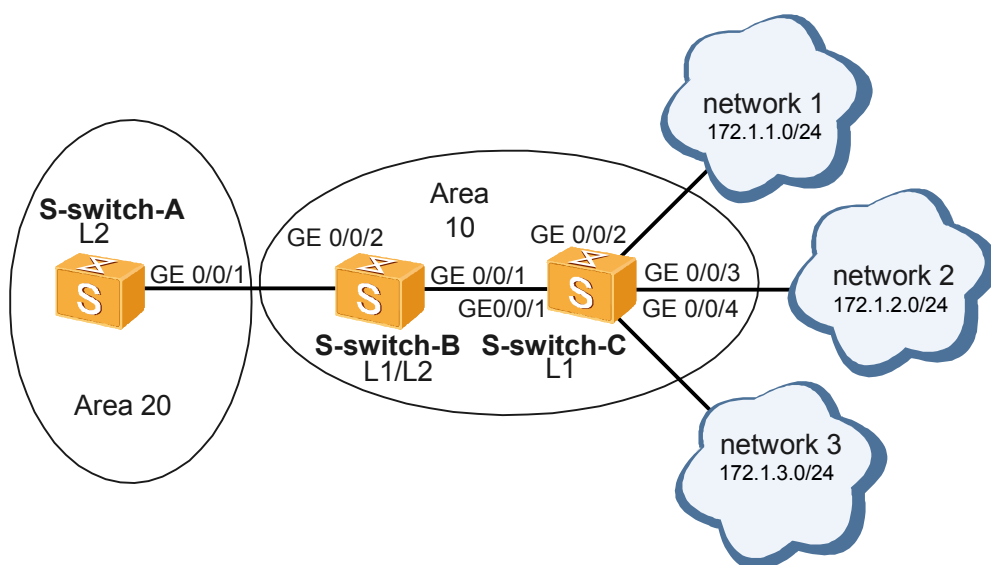 S-switch-A
L2
GE 0/0/1
S
Area 20
Area
10
GE 0/0/2
GE 0/0/1
GE0/0/1
S
S-switch-B
L1/L2
GE 0/0/2
GE 0/0/3
GE 0/0/4
S
S-switch-C
L1
network 1
172.1.1.0/24
network 2
172.1.2.0/24
network 3
172.1.3.0/24